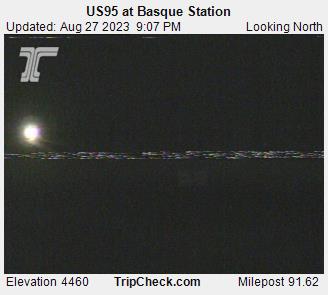 US95 at Basque Station
Updated: Aug 27 2023 9:07 PM Looking North
Elevation 4460 TripCheck.com Milepost 91.62